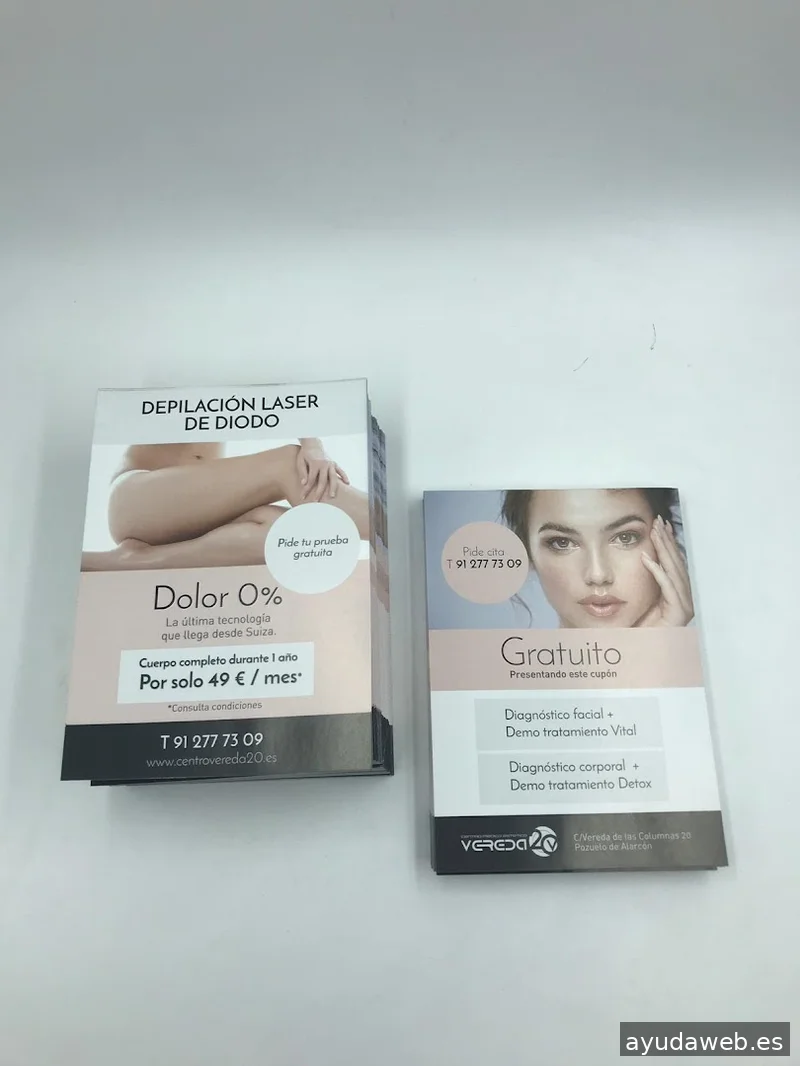 DEPILACIÓN LASER
DE DIODO
Pide tu prueba
gratuita
Dolor 0%
La última tecnología
que llega desde Suiza.
Cuerpo completo durante 1 año
Por solo 49 € / mes*
*Consulta condiciones
T 91 277 73 09
www.centrovereda20.es
Pide cita
T 91 277 73 09
Gratuito
Presentando este cupón
Diagnóstico facial +
Demo tratamiento Vital
Diagnóstico corporal +
Demo tratamiento Detox
VEREDA 20
C/Vereda de las Columnas 20
Pozuelo de Alarcón
ayudaweb.es